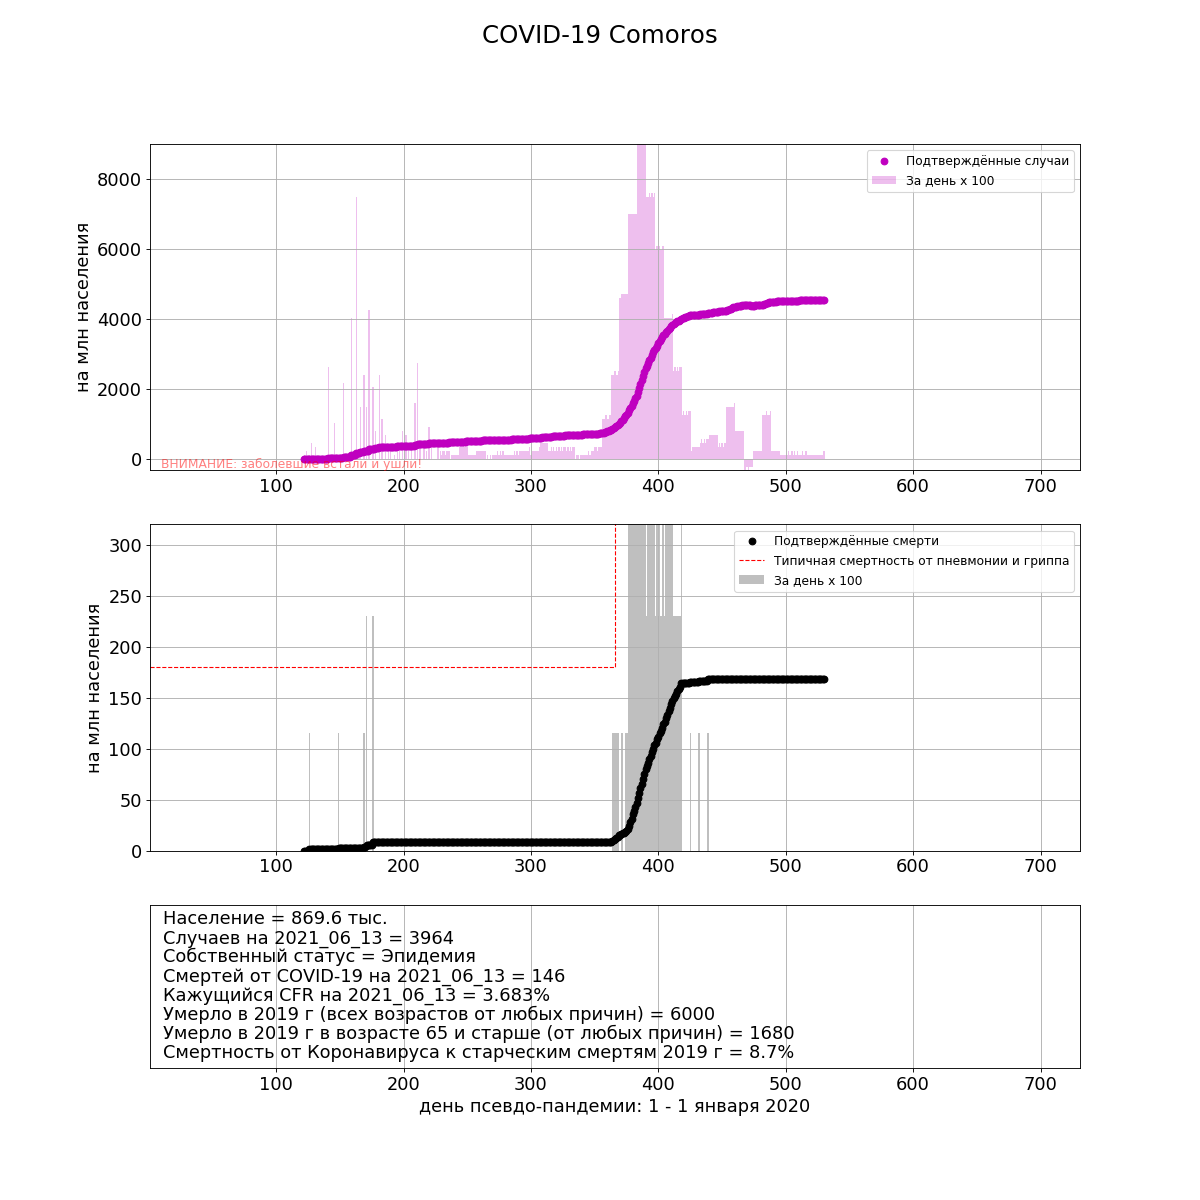 COVID-19 Comoros
8000
6000
4000
2000
0
на млн населения
Подтверждённые случаи
За день x 100
ВНИМАНИЕ: заболевшие встали и ушли!
100 200 300 400 500 600 700
300
250
200
150
100
50
0
на млн населения
Подтверждённые смерти
Типичная смертность от пневмонии и гриппа
За день x 100
100 200 300 400 500 600 700
Население = 869.6 тыс.
Случаев на 2021_06_13 = 3964
Собственный статус = Эпидемия
Смертей от COVID-19 на 2021_06_13 = 146
Кажущийся CFR на 2021_06_13 = 3.683%
Умерло в 2019 г (всех возрастов от любых причин) = 6000
Умерло в 2019 г в возрасте 65 и старше (от любых причин) = 1680
Смертность от Коронавируса к старческим смертям 2019 г = 8.7%
100 200 300 400 500 600 700
день псевдо-пандемии: 1 - 1 января 2020